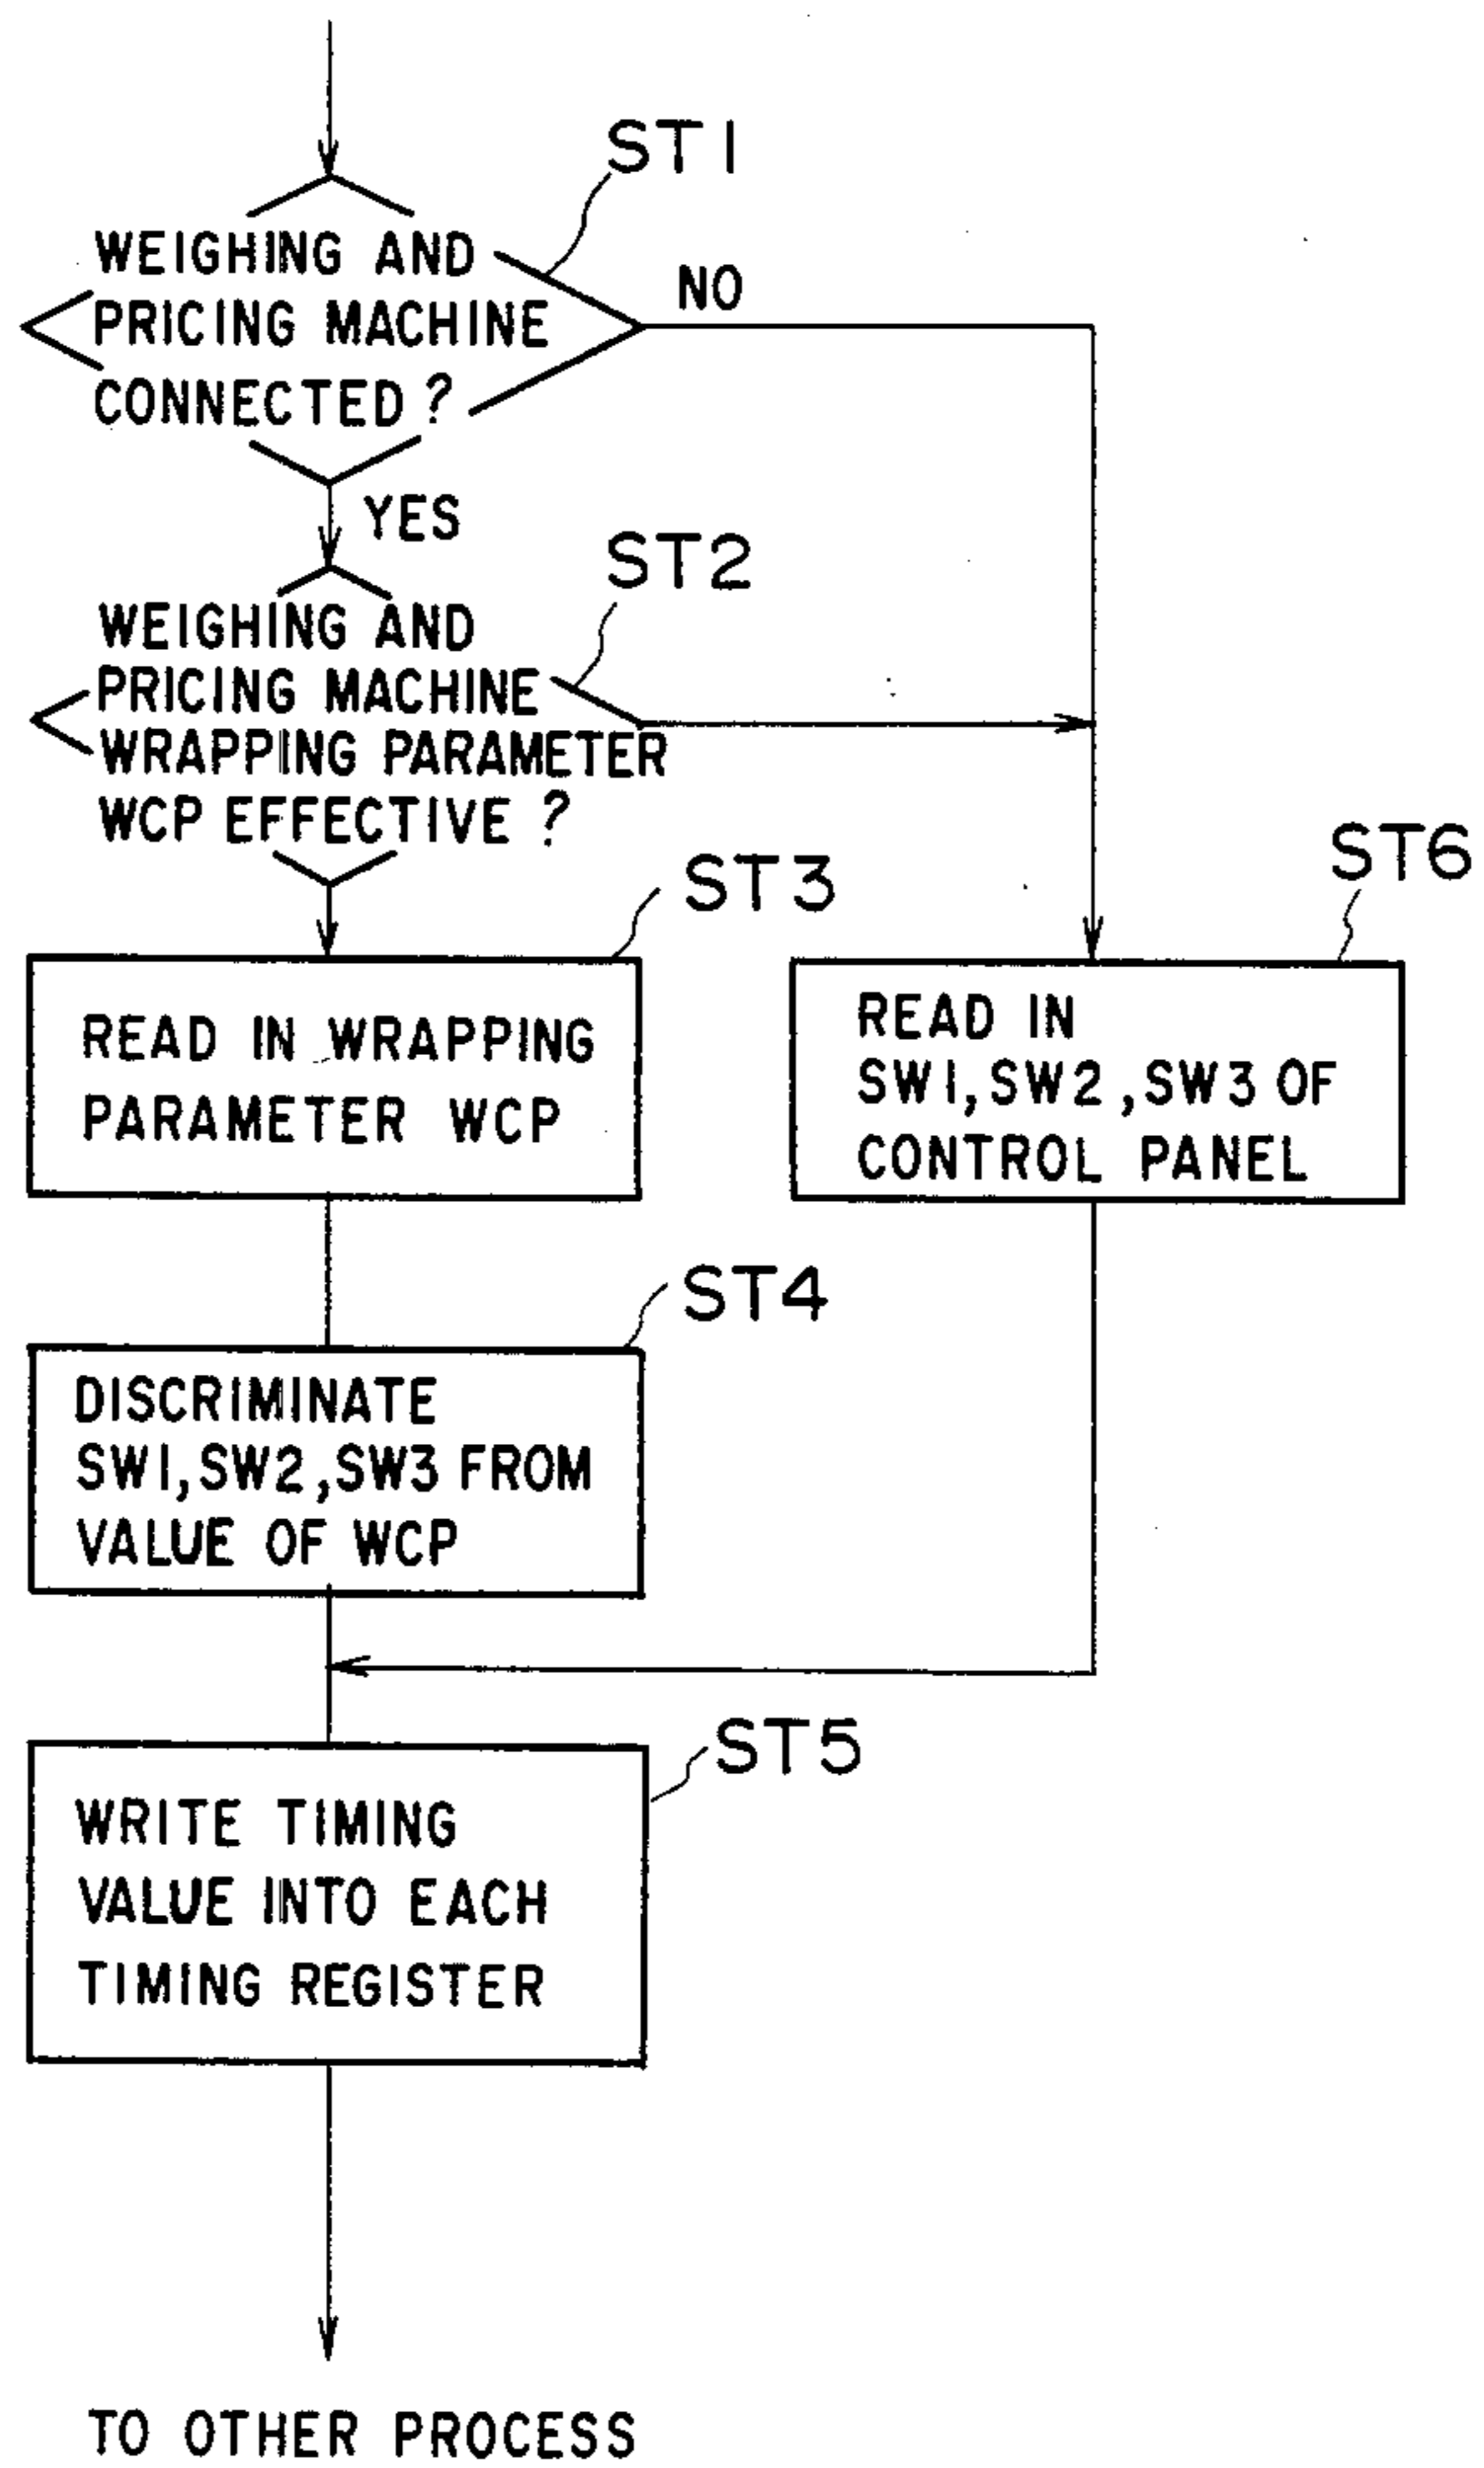 ST1
WEIGHING AND
PRICING MACHINE
CONNECTED ?
NO
YES
ST2
WEIGHING AND
PRICING MACHINE
WRAPPING PARAMETER
WCP EFFECTIVE ?
ST3
READ IN WRAPPING
PARAMETER WCP
ST6
READ IN
SW1, SW2, SW3 OF
CONTROL PANEL
ST4
DISCRIMINATE
SW1, SW2, SW3 FROM
VALUE OF WCP
ST5
WRITE TIMING
VALUE INTO EACH
TIMING REGISTER
TO OTHER PROCESS